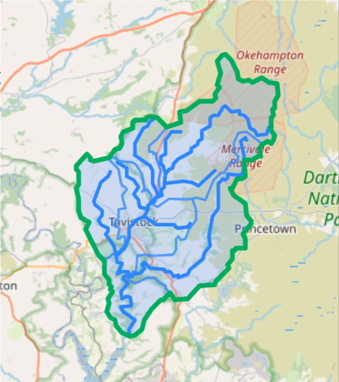 Okehampton
Range
Merrivale
Range
Dart
Nati
Pa
Tavistock
Princetown
ton